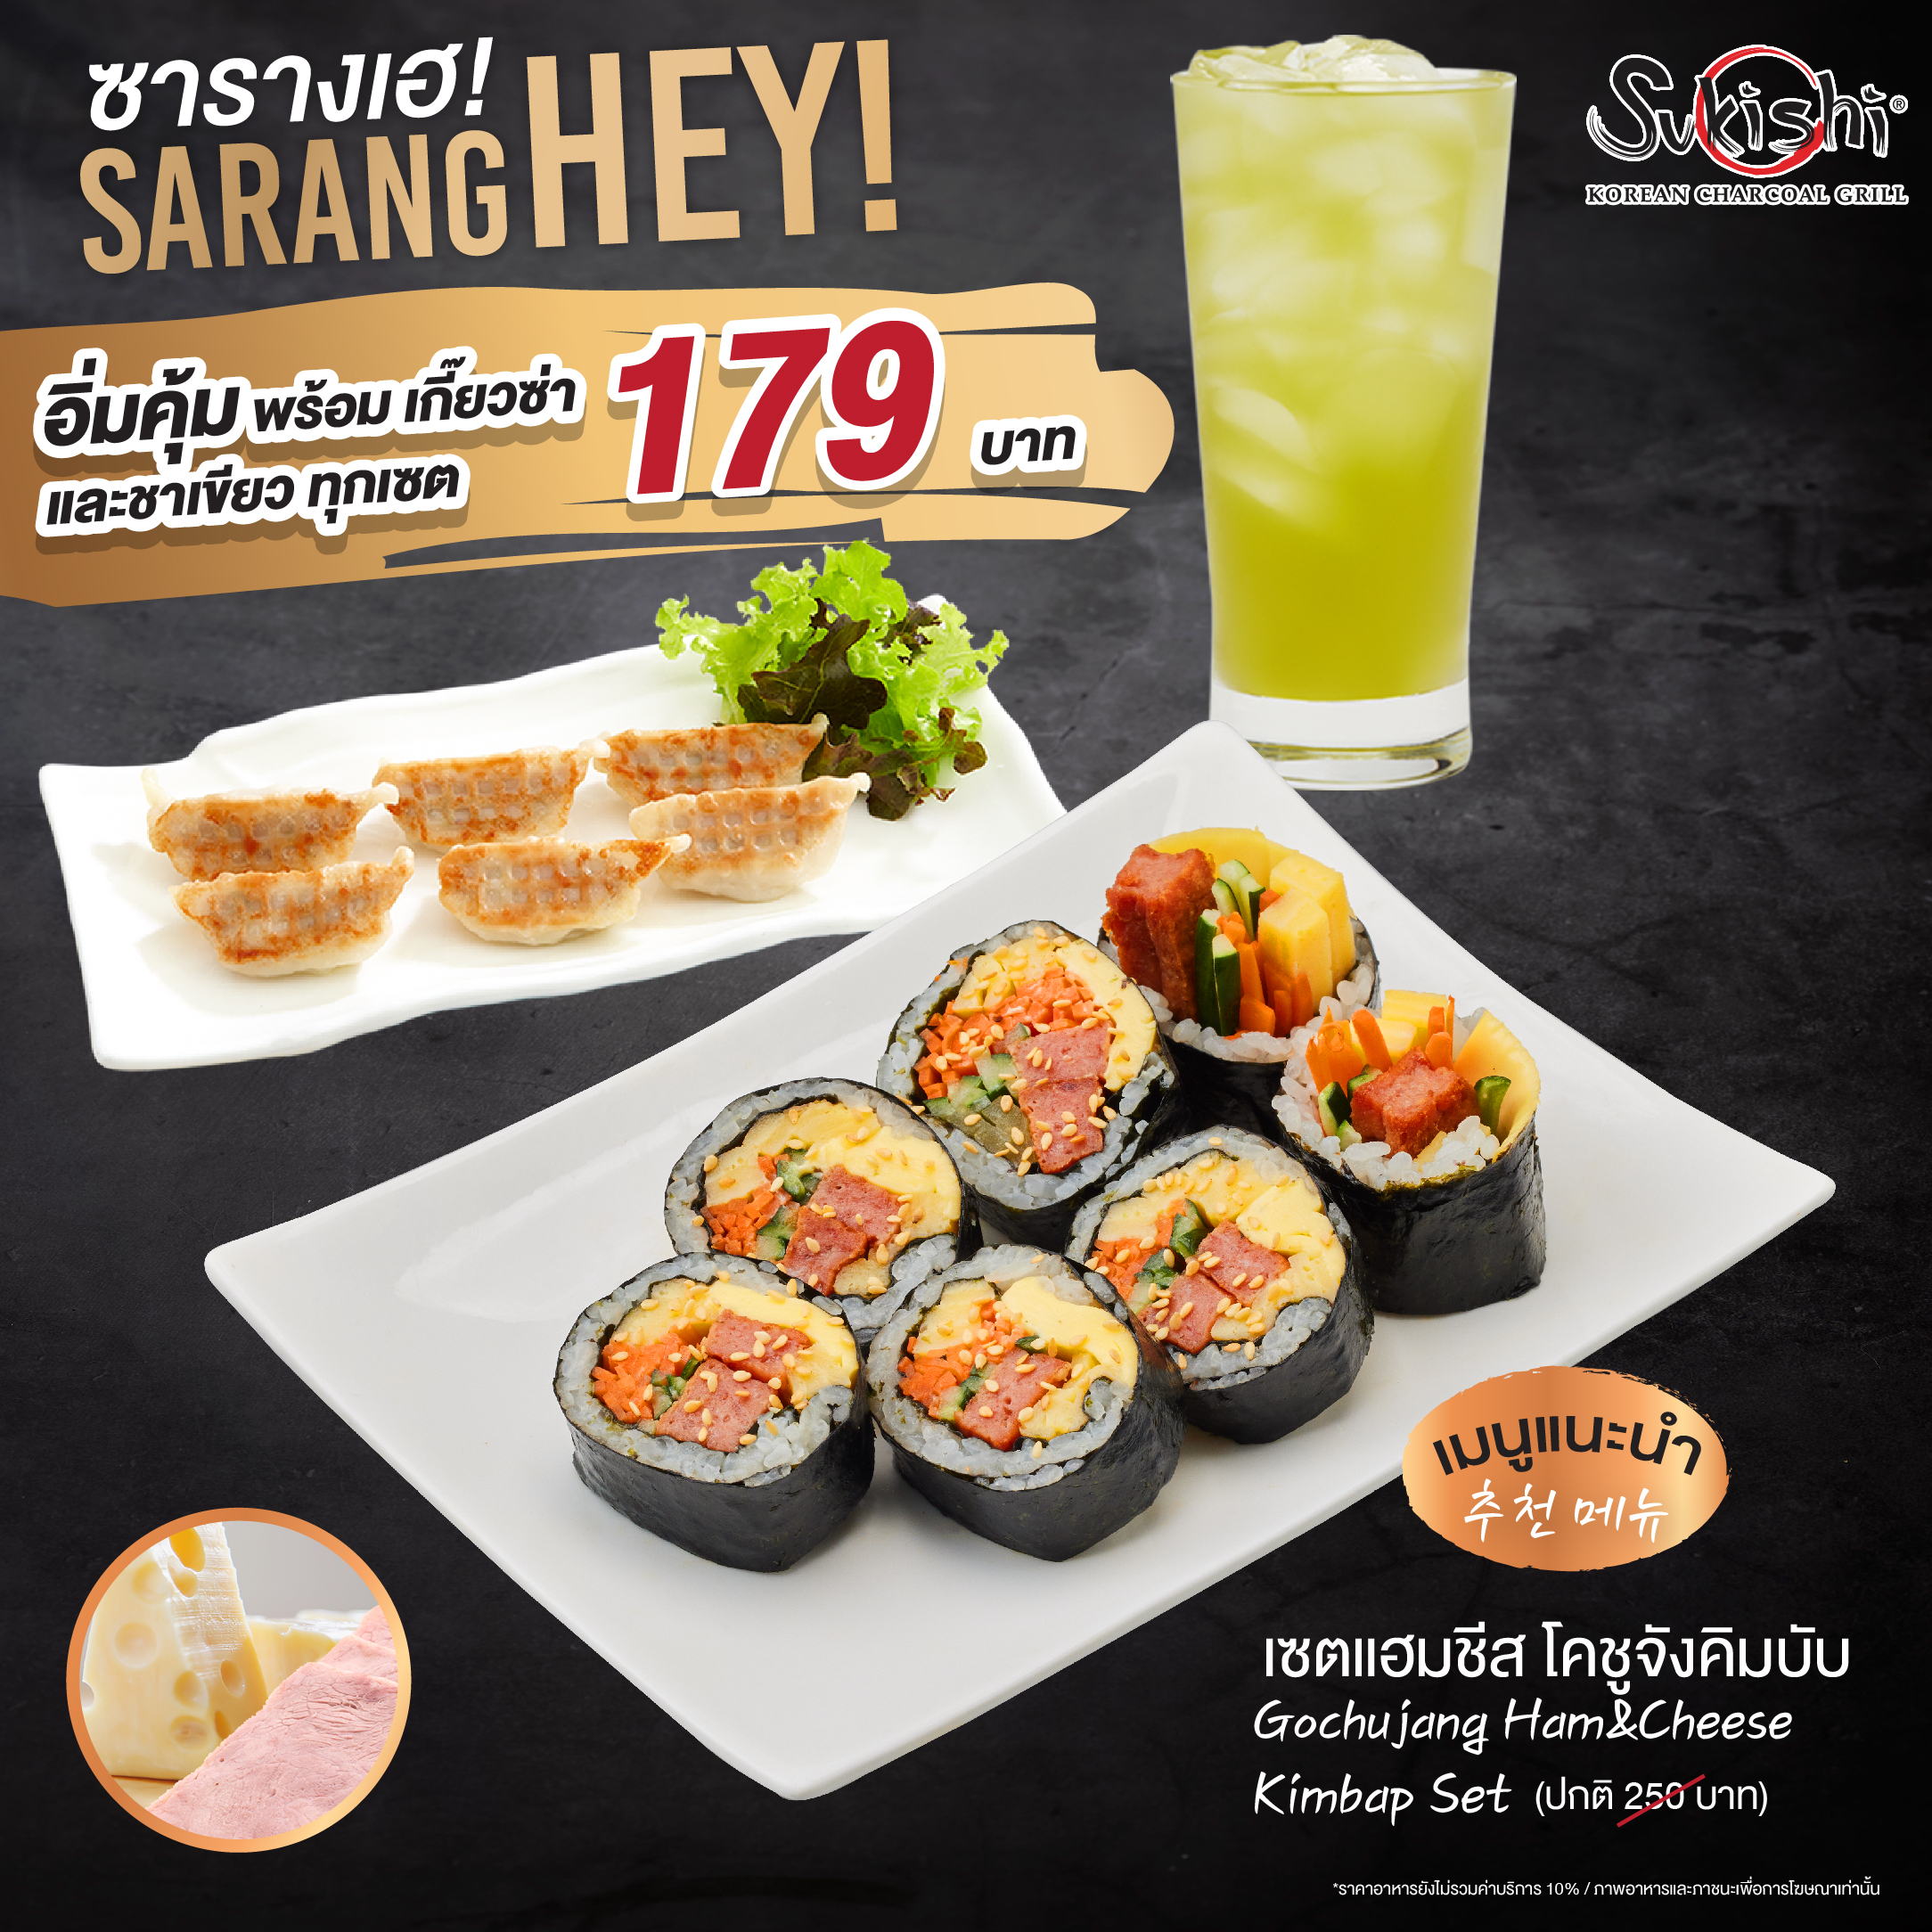 ซารางเฮ!
SARANGHEY!
Sukishi®
KOREAN CHARCOAL GRILL
อิ่มคุ้ม พร้อม เกี๊ยวซ่า
และชาเขียว ทุกเซต
179 บาท
เมนูแนะนำ
추천 메뉴
เซตแฮมชีส โคชูจังคิมบับ
Gochujang Ham&Cheese
Kimbap Set (ปกติ 250 บาท)
*ราคาอาหารยังไม่รวมค่าบริการ 10% / ภาพอาหารและภาชนะเพื่อการโฆษณาเท่านั้น